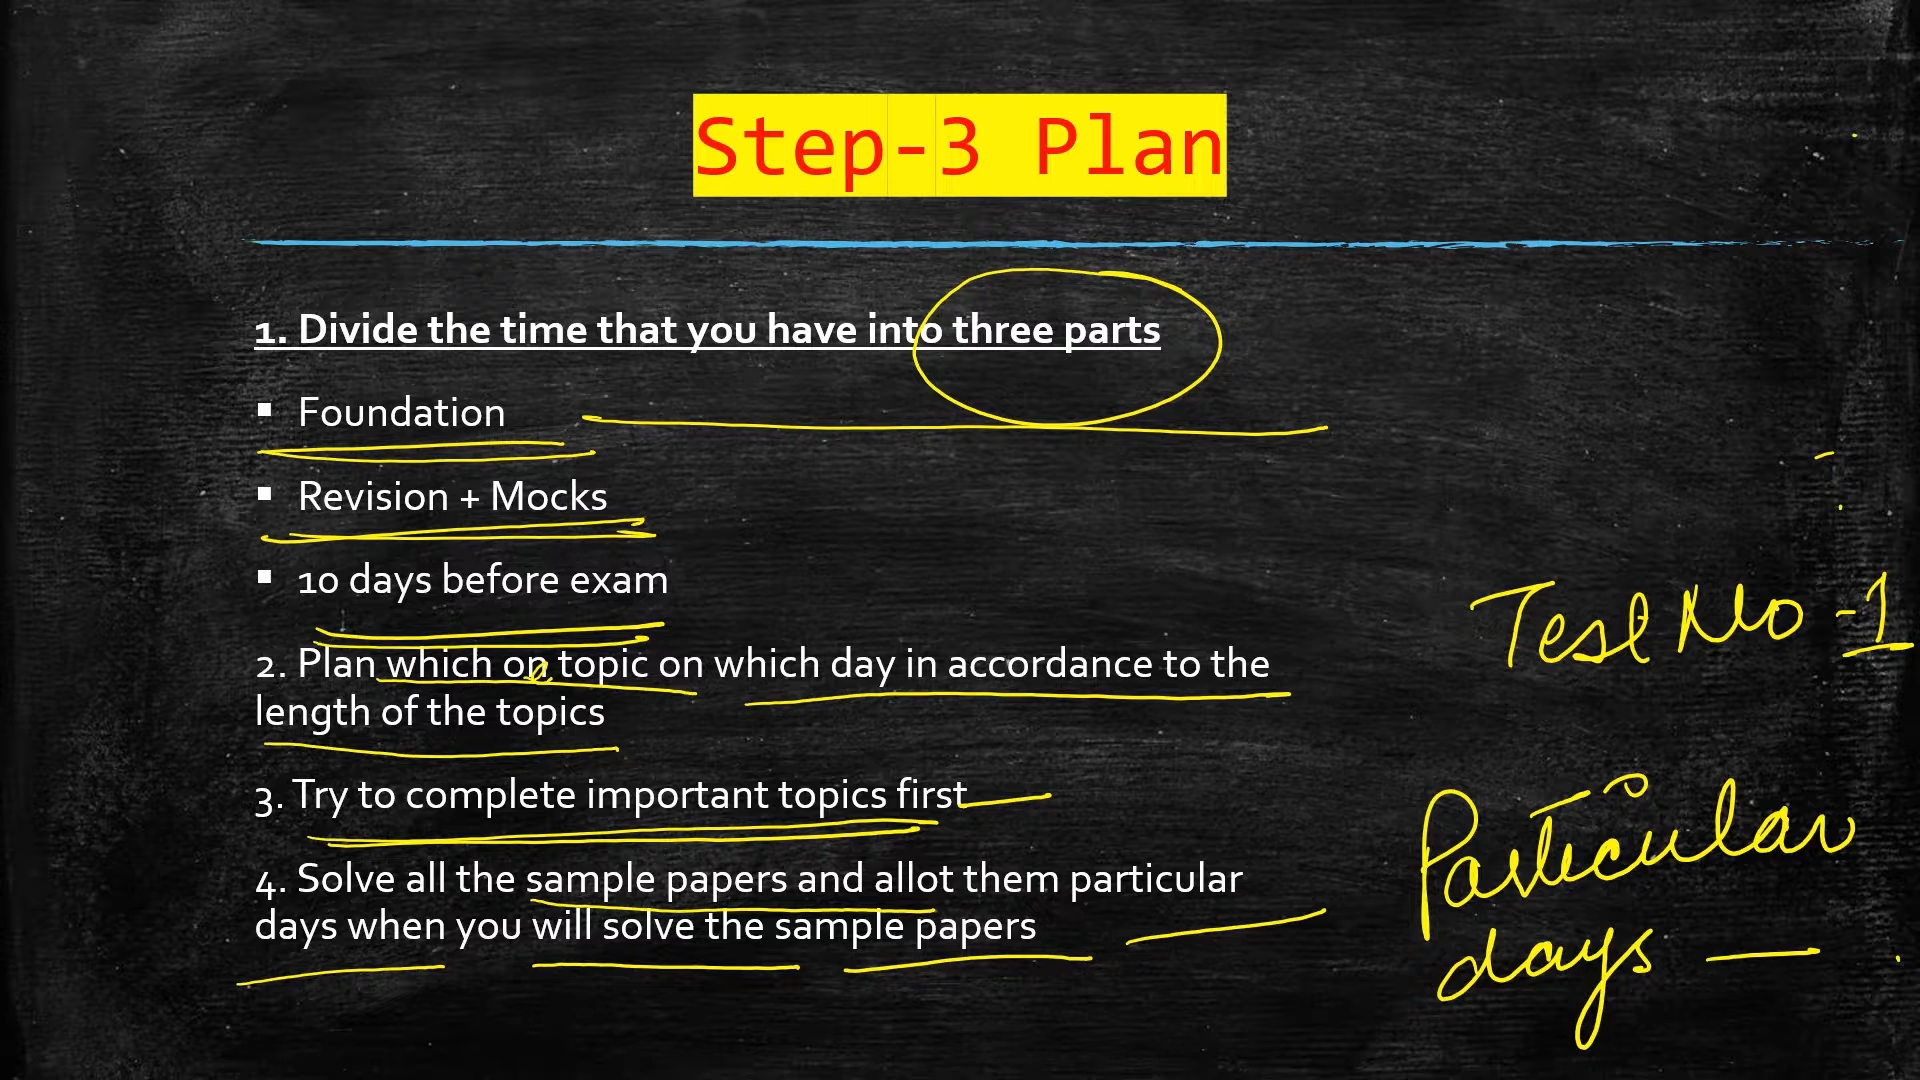 Step-3 Plan
1. Divide the time that you have into three parts
▪ Foundation
▪ Revision + Mocks
▪ 10 days before exam
2. Plan which on topic on which day in accordance to the
length of the topics
3. Try to complete important topics first
4. Solve all the sample papers and allot them particular
days when you will solve the sample papers
Test No -1
Particular
days —